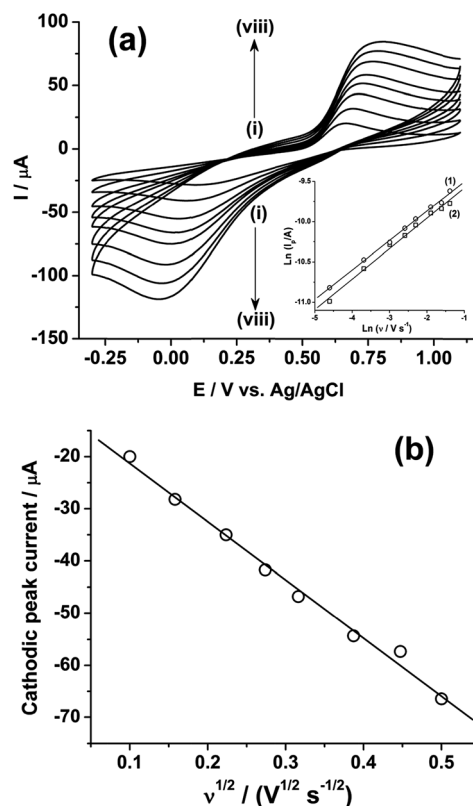 (a)
(viii)
(i)
(i)
(viii)
100
50
0
-50
-100
-150
I / μA
-0.25
0.00
0.25
0.50
0.75
1.00
E / V vs. Ag/AgCl
(1)
(2)
-9.5
-10.0
-10.5
-11.0
Ln (Ip/A)
-5
-4
-3
-2
-1
Ln (ν / V s⁻¹)
(b)
-20
-30
-40
-50
-60
-70
Cathodic peak current / μA
0.1
0.2
0.3
0.4
0.5
ν^1/2 / (V^1/2 s^-1/2)